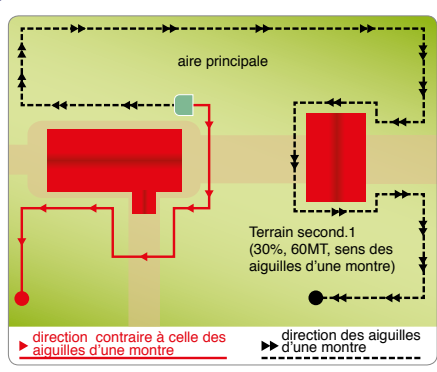 aire principale
Terrain second.1
(30%, 60MT, sens des
aiguilles d'une montre)
direction contraire à celle des
aiguilles d'une montre
direction des aiguilles
d'une montre